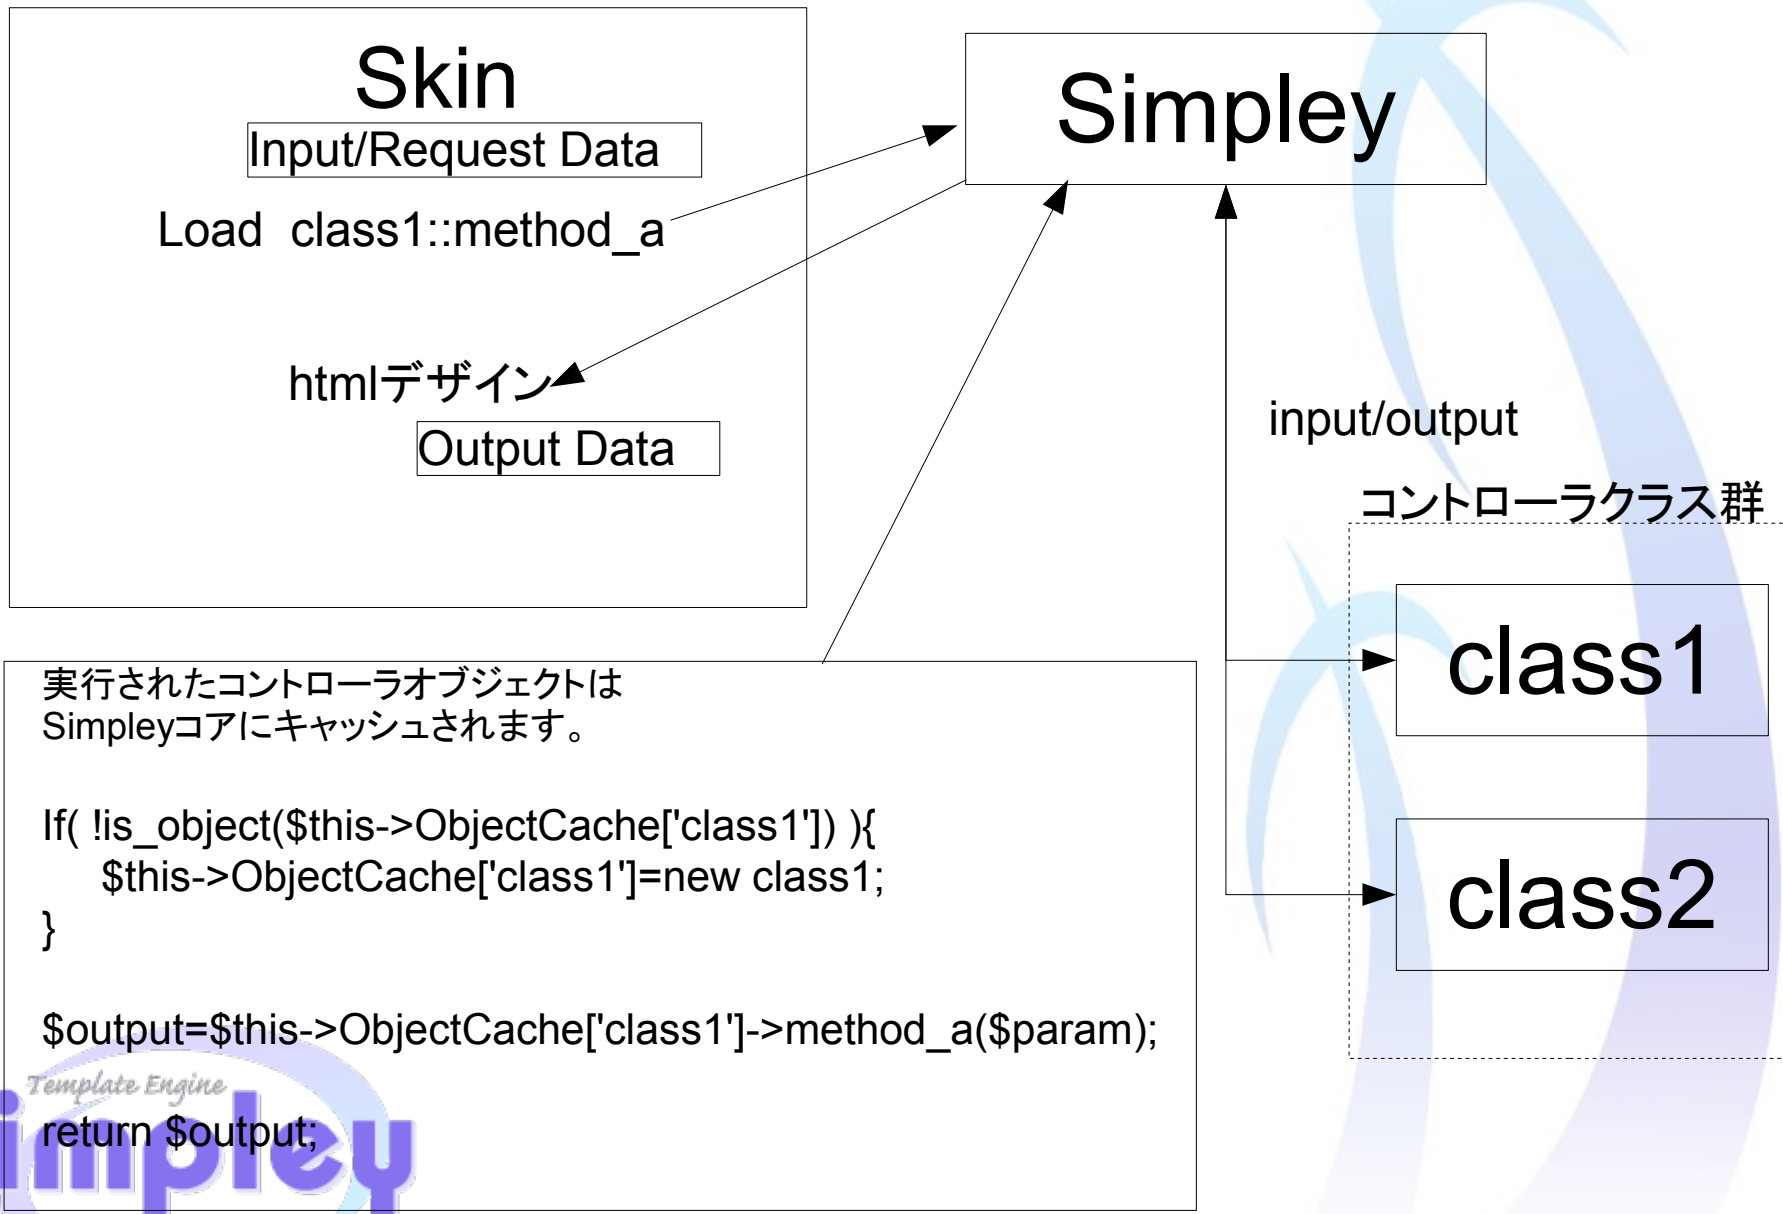 Skin
Input/Request Data
Load class1::method_a
htmlデザイン
Output Data
Simpley
input/output
コントローラクラス群
class1
class2
実行されたコントローラオブジェクトは
Simpleyコアにキャッシュされます。
If( !is_object($this->ObjectCache['class1']) ){
$this->ObjectCache['class1']=new class1;
}
$output=$this->ObjectCache['class1']->method_a($param);
return $output;
Template Engine
impley